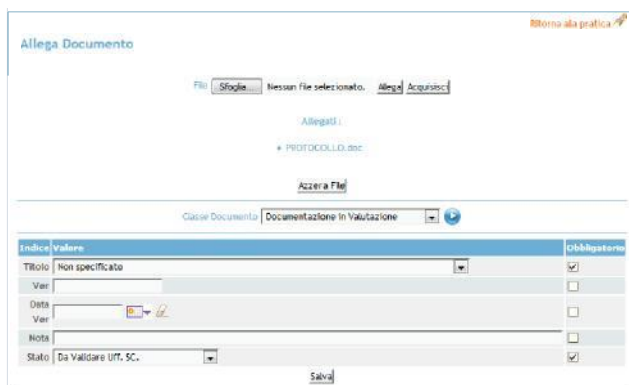 Ritorna alla pratica
Allega Documento
File Sfoglia... Nessun file selezionato. Allega Acquisisci
Allegati :
PROTOCOLLO.doc
Azzera File
Classe Documento Documentazione in Valutazione
Indice Valore Obbligatorio
Titolo Non specificato
Ver
Data
Ver
Nota
Stato Da Validare Uff. SC.
Salva